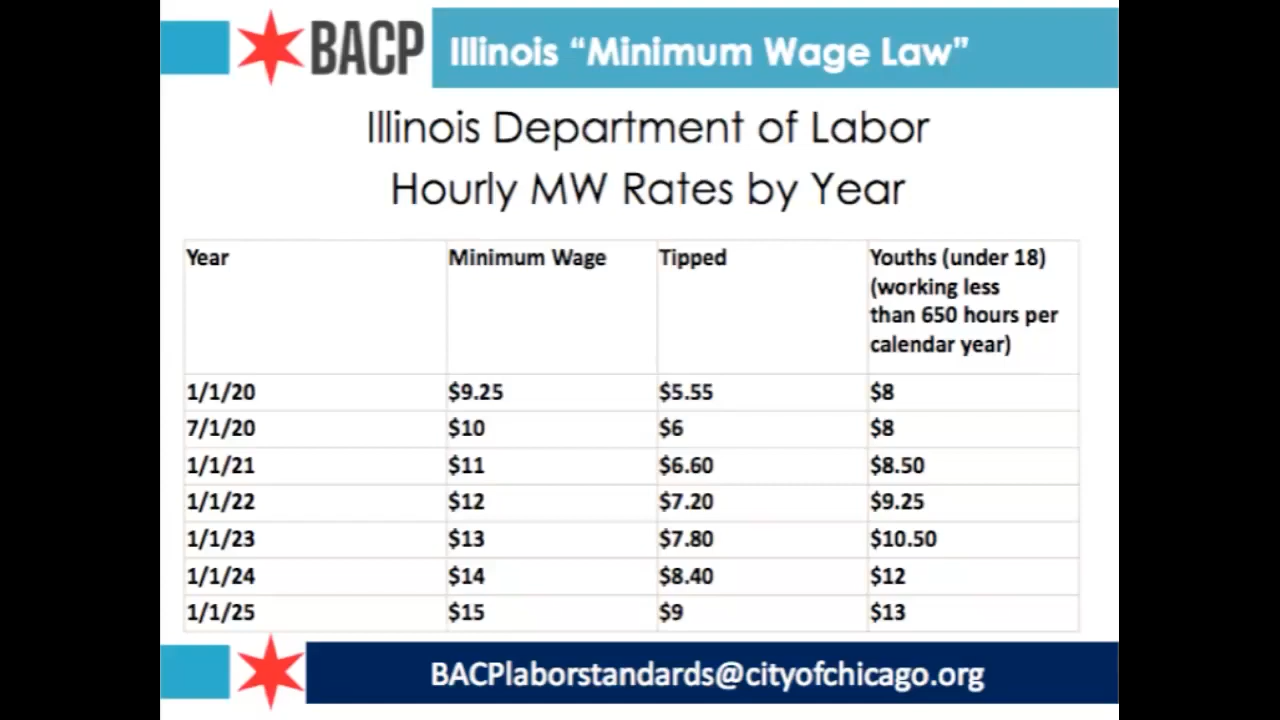 BACP Illinois “Minimum Wage Law”
Illinois Department of Labor
Hourly MW Rates by Year
Year Minimum Wage Tipped Youths (under 18)
(working less
than 650 hours per
calendar year)
1/1/20 $9.25 $5.55 $8
7/1/20 $10 $6 $8
1/1/21 $11 $6.60 $8.50
1/1/22 $12 $7.20 $9.25
1/1/23 $13 $7.80 $10.50
1/1/24 $14 $8.40 $12
1/1/25 $15 $9 $13
BACPlaborstandards@cityofchicago.org